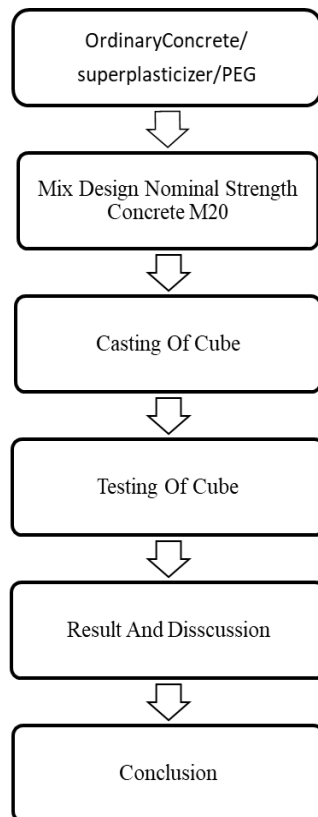 OrdinaryConcrete/
superplasticizer/PEG
Mix Design Nominal Strength
Concrete M20
Casting Of Cube
Testing Of Cube
Result And Disscussion
Conclusion